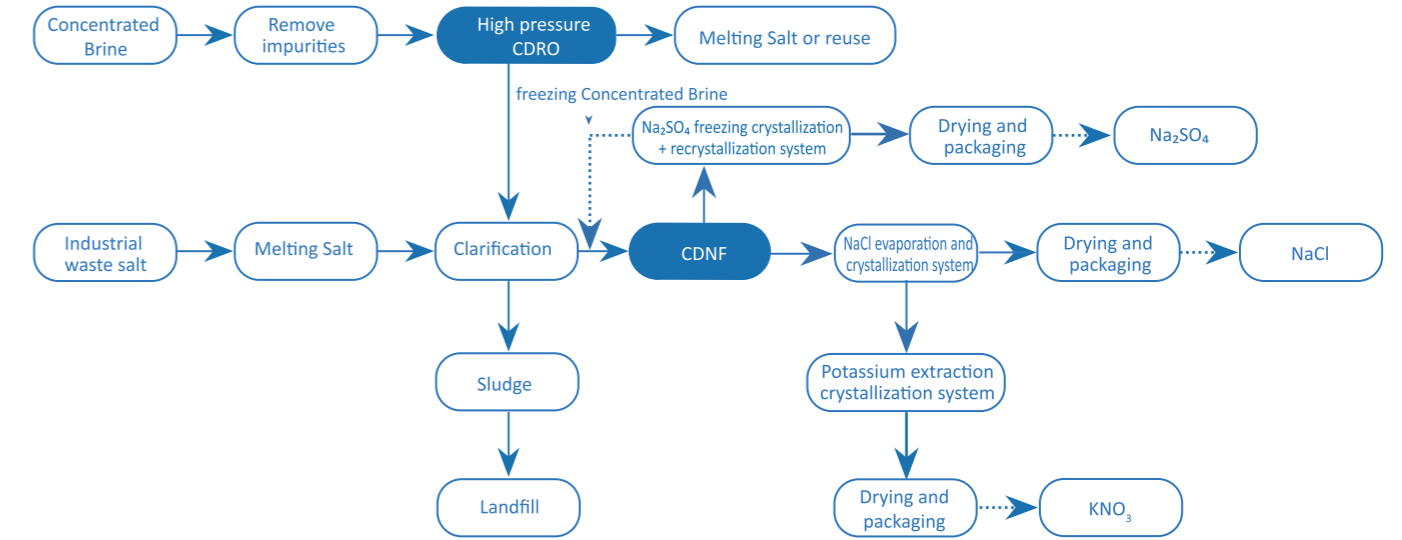 Concentrated
Brine
Remove
impurities
High pressure
CDRO
Melting Salt or reuse
freezing Concentrated Brine
Na₂SO₄ freezing crystallization
+ recrystallization system
Drying and
packaging
Na₂SO₄
Industrial
waste salt
Melting Salt
Clarification
CDNF
NaCl evaporation and
crystallization system
Drying and
packaging
NaCl
Sludge
Potassium extraction
crystallization system
Landfill
Drying and
packaging
KNO₃